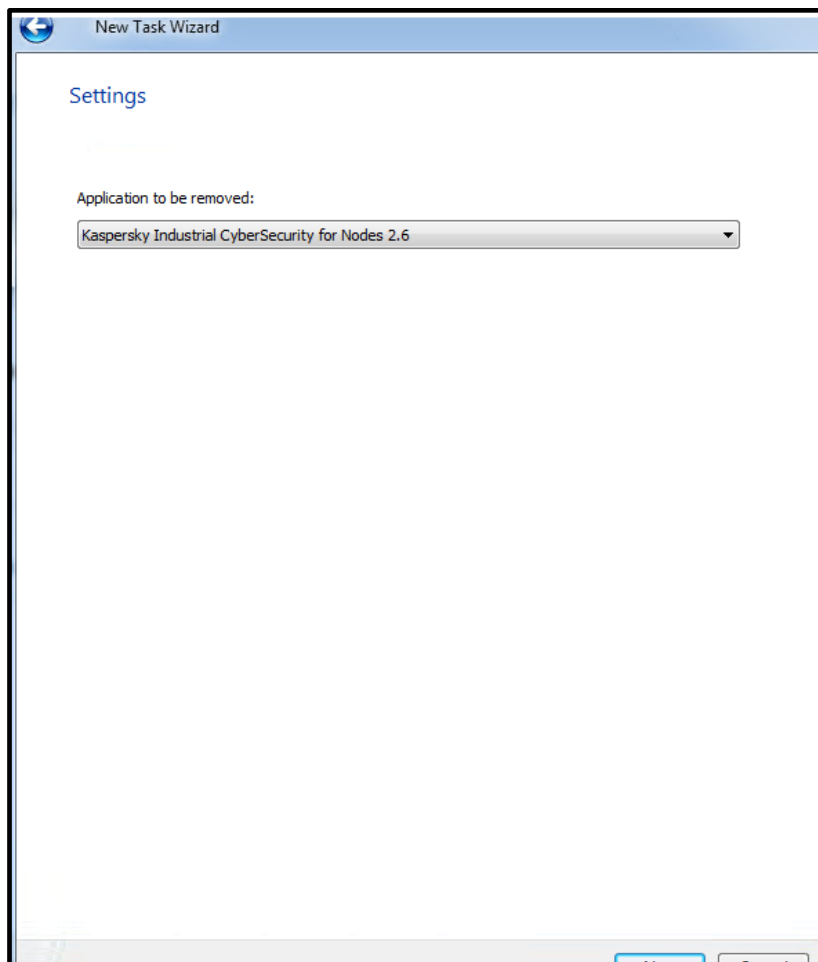 New Task Wizard
Settings
Application to be removed:
Kaspersky Industrial CyberSecurity for Nodes 2.6